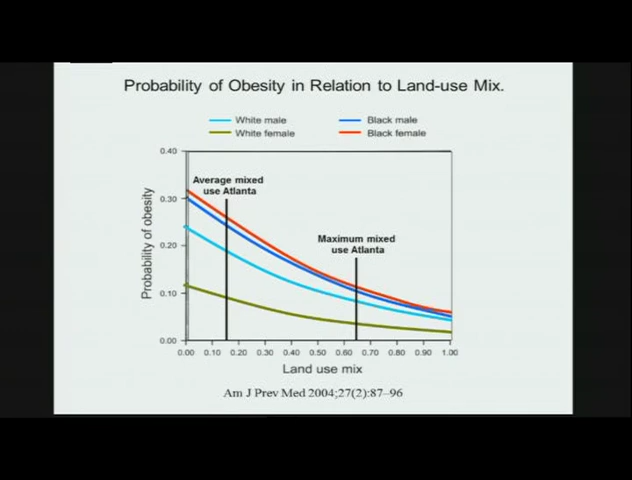 Probability of Obesity in Relation to Land-use Mix.
White male
Black male
White female
Black female
0.40
0.30
0.20
0.10
0.00
Probability of obesity
Average mixed
use Atlanta
Maximum mixed
use Atlanta
0.00 0.10 0.20 0.30 0.40 0.50 0.60 0.70 0.80 0.90 1.00
Land use mix
Am J Prev Med 2004;27(2):87–96